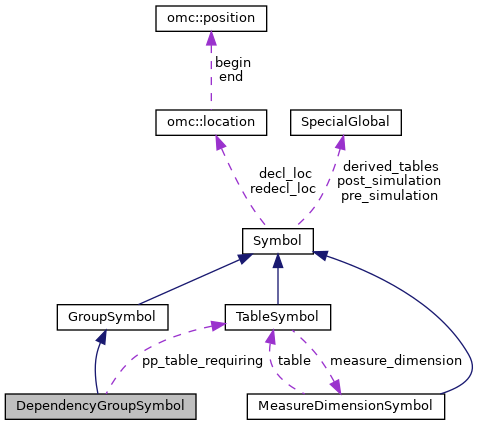 omc::position
begin
end
omc::location
SpecialGlobal
decl_loc
redecl_loc
derived_tables
post_simulation
pre_simulation
Symbol
GroupSymbol
TableSymbol
pp_table_requiring
table
measure_dimension
DependencyGroupSymbol
MeasureDimensionSymbol